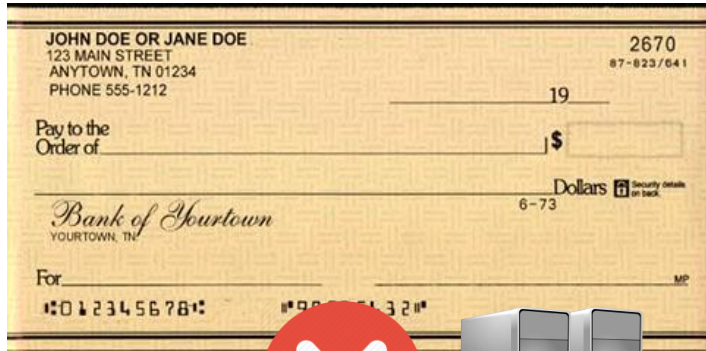 JOHN DOE OR JANE DOE
2670
123 MAIN STREET
87-823/641
ANYTOWN, TN 01234
PHONE 555-1212
19
Pay to the
Order of
$
Dollars
Security details
on back.
6-73
Bank of Yourtown
YOURTOWN, TN.
For
MP
⑆012345678⑆